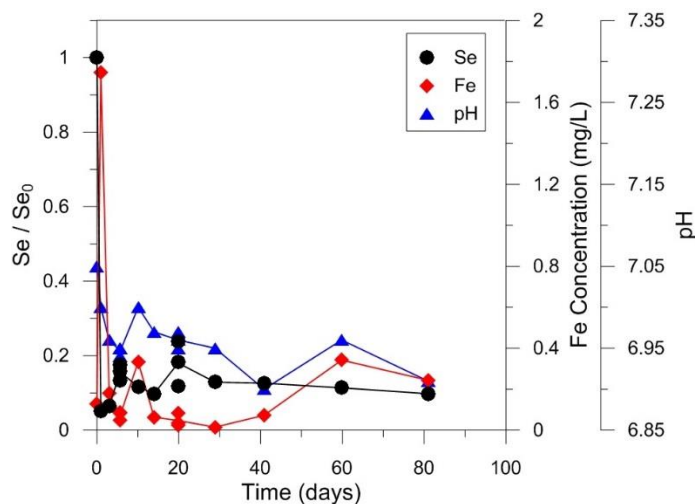 Se / Se0
1
0.8
0.6
0.4
0.2
0
Se
Fe
pH
2
1.6
1.2
0.8
0.4
0
Fe Concentration (mg/L)
7.35
7.25
7.15
7.05
6.95
6.85
pH
0 20 40 60 80 100
Time (days)